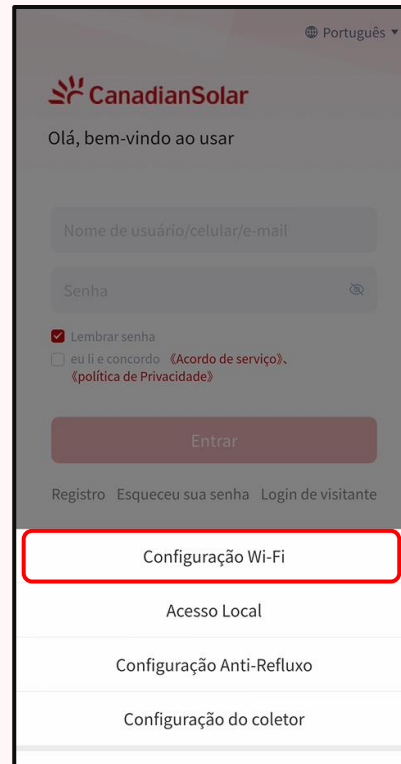 Português
CanadianSolar
Olá, bem-vindo ao usar
Nome de usuário/celular/e-mail
Senha
Lembrar senha
eu li e concordo 《Acordo de serviço》、
《política de Privacidade》
Entrar
Registro Esqueceu sua senha Login de visitante
Configuração Wi-Fi
Acesso Local
Configuração Anti-Refluxo
Configuração do coletor